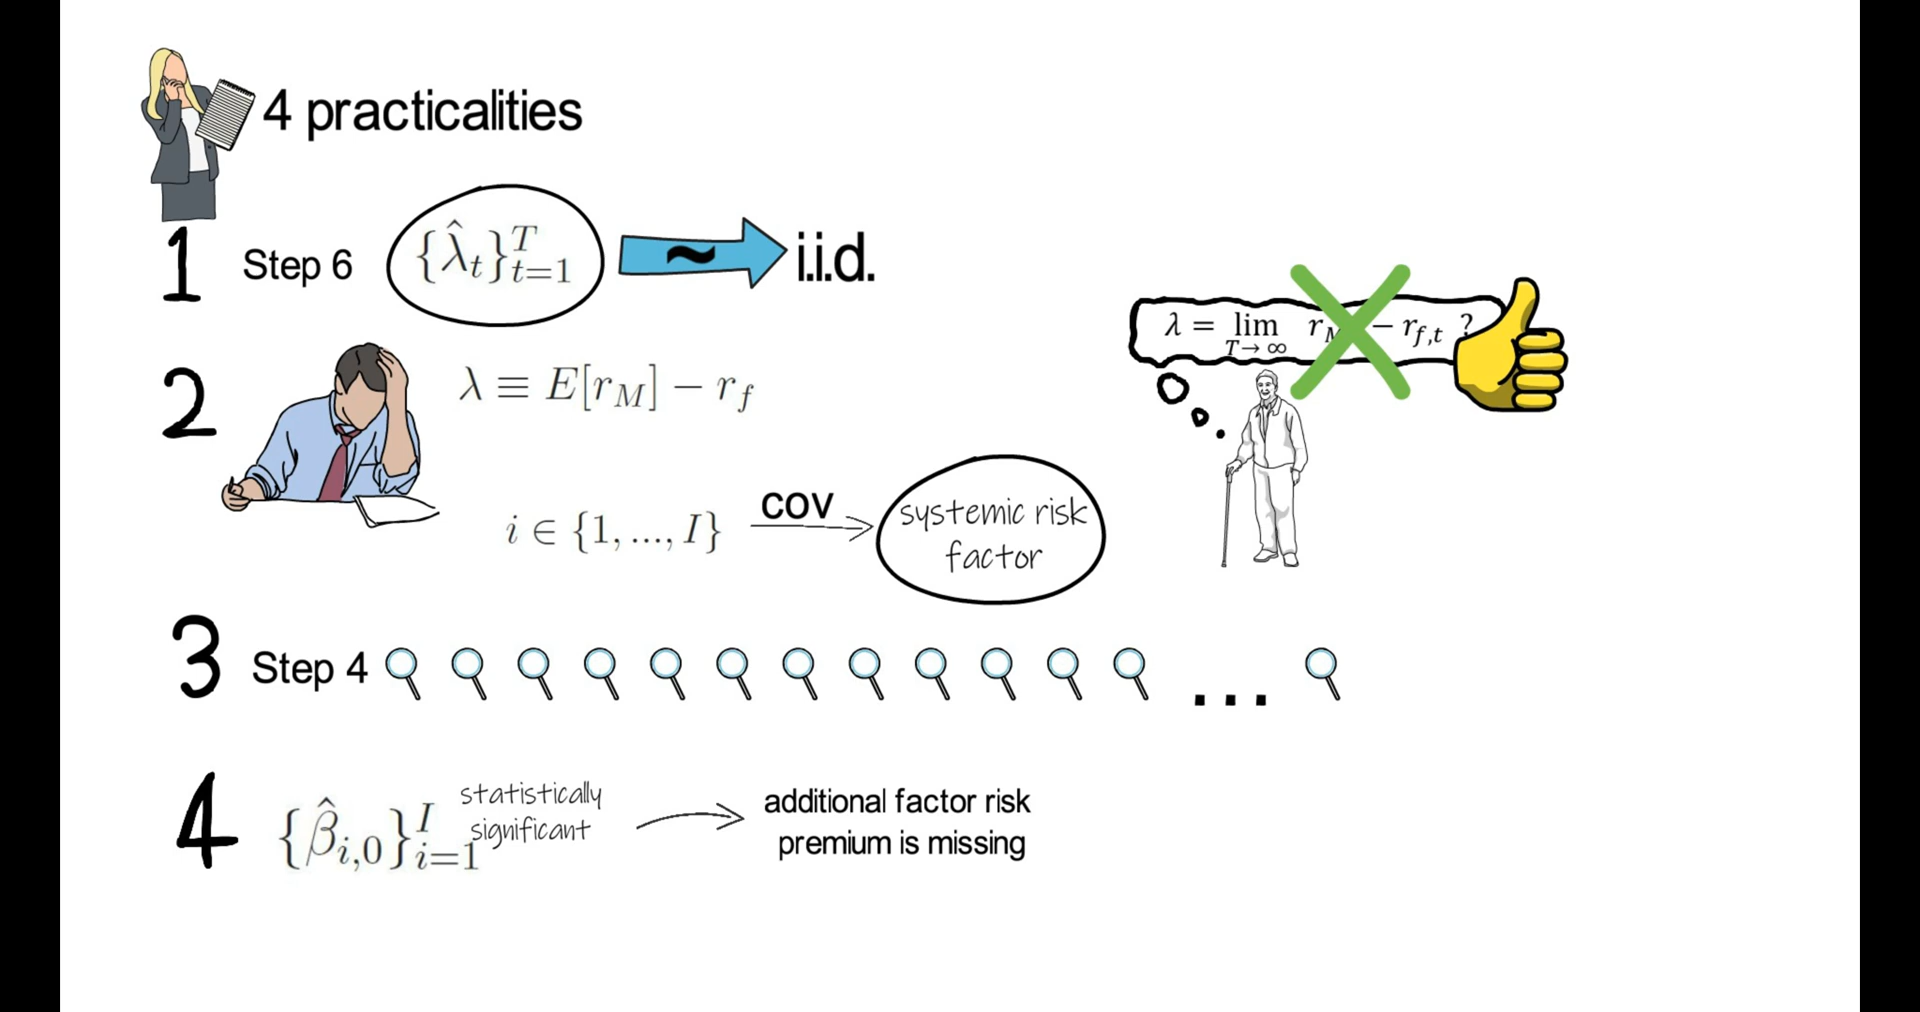 4 practicalities
1 Step 6 {λ̂_t}_{t=1}^T ~ i.i.d.
λ = lim_{T→∞} r_M − r_{f,t} ?
2 λ ≡ E[r_M] − r_f
i ∈ {1, ..., I} cov systemic risk
factor
3 Step 4 ...
4 {β̂_{i,0}}_{i=1}^I statistically
significant
additional factor risk
premium is missing